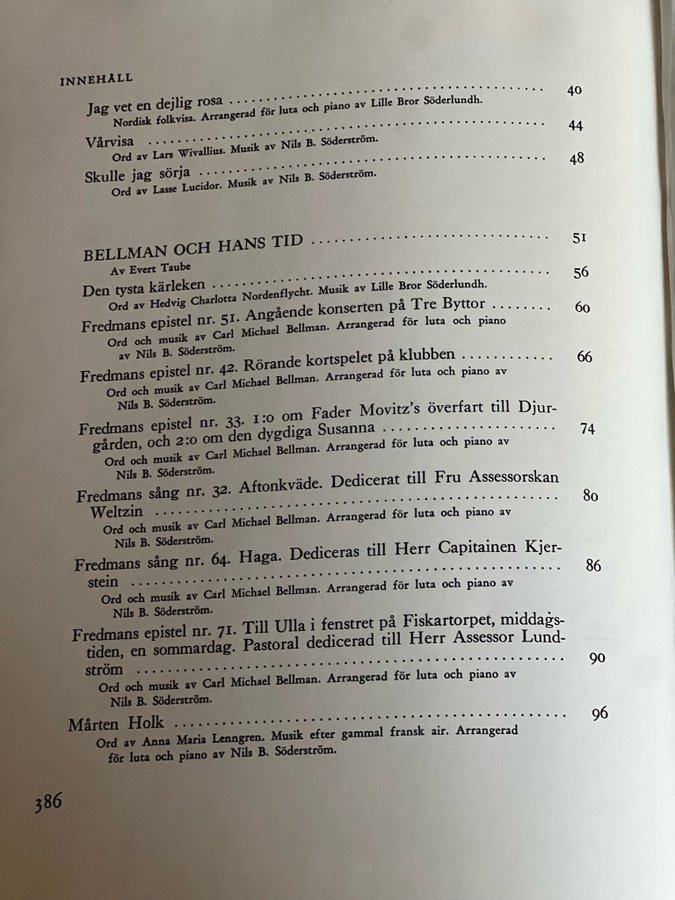 INNEHÅLL
Jag vet en dejlig rosa ........................................ 40
Nordisk folkvisa. Arrangerad för luta och piano av Lille Bror Söderlundh.
Vårvisa ........................................ 44
Ord av Lars Wivallius. Musik av Nils B. Söderström.
Skulle jag sörja ........................................ 48
Ord av Lasse Lucidor. Musik av Nils B. Söderström.
BELLMAN OCH HANS TID .............................. 51
Av Evert Taube
Den tysta kärleken ........................................ 56
Ord av Hedvig Charlotta Nordenflycht. Musik av Lille Bror Söderlundh.
Fredmans epistel nr. 51. Angående konserten på Tre Byttor ........ 60
Ord och musik av Carl Michael Bellman. Arrangerad för luta och piano
av Nils B. Söderström.
Fredmans epistel nr. 42. Rörande kortspelet på klubben ............ 66
Ord och musik av Carl Michael Bellman. Arrangerad för luta och piano av
Nils B. Söderström.
Fredmans epistel nr. 33. 1:o om Fader Movitz's överfart till Djur-
gården, och 2:o om den dygdiga Susanna ...................... 74
Ord och musik av Carl Michael Bellman. Arrangerad för luta och piano av
Nils B. Söderström.
Fredmans sång nr. 32. Aftonkväde. Dedicerat till Fru Assessorskan
Weltzin ........................................ 80
Ord och musik av Carl Michael Bellman. Arrangerad för luta och piano av
Nils B. Söderström.
Fredmans sång nr. 64. Haga. Dediceras till Herr Capitainen Kjer-
stein ........................................ 86
Ord och musik av Carl Michael Bellman. Arrangerad för luta och piano av
Nils B. Söderström.
Fredmans epistel nr. 71. Till Ulla i fenstret på Fiskartorpet, middags-
tiden, en sommardag. Pastoral dedicerad till Herr Assessor Lund-
ström ........................................ 90
Ord och musik av Carl Michael Bellman. Arrangerad för luta och piano av
Nils B. Söderström.
Mårten Holk ........................................ 96
Ord av Anna Maria Lenngren. Musik efter gammal fransk air. Arrangerad
för luta och piano av Nils B. Söderström.
386